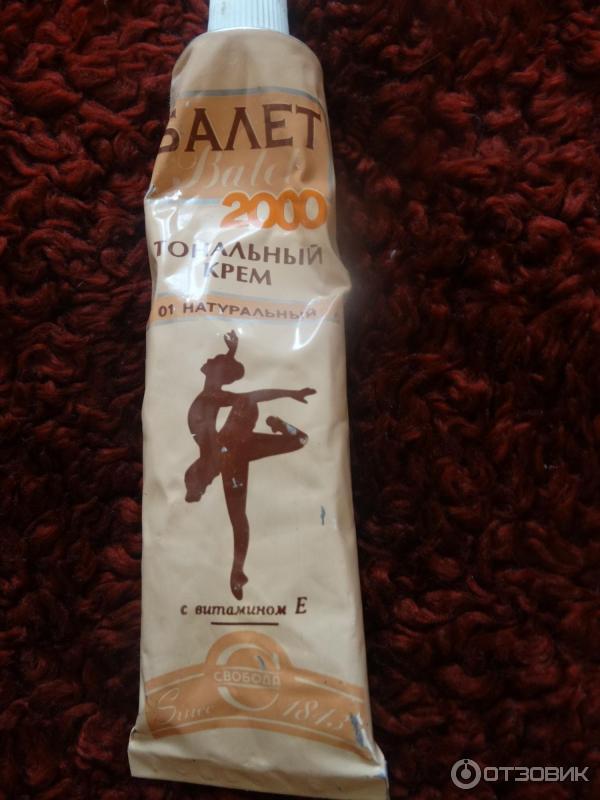 БАЛЕТ
Balet
2000
ТОНАЛЬНЫЙ
КРЕМ
01 НАТУРАЛЬНЫЙ
с витамином Е
СВОБОДА
Since 1843
ОТЗОВИК